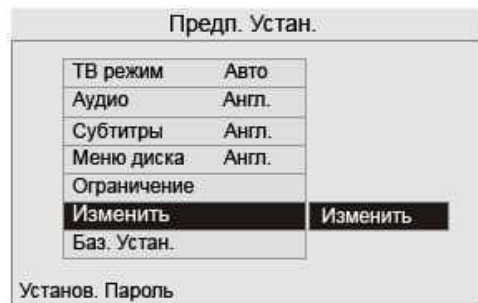 Предп. Устан.
ТВ режим Авто
Аудио Англ.
Субтитры Англ.
Меню диска Англ.
Ограничение
Изменить Изменить
Баз. Устан.
Установ. Пароль